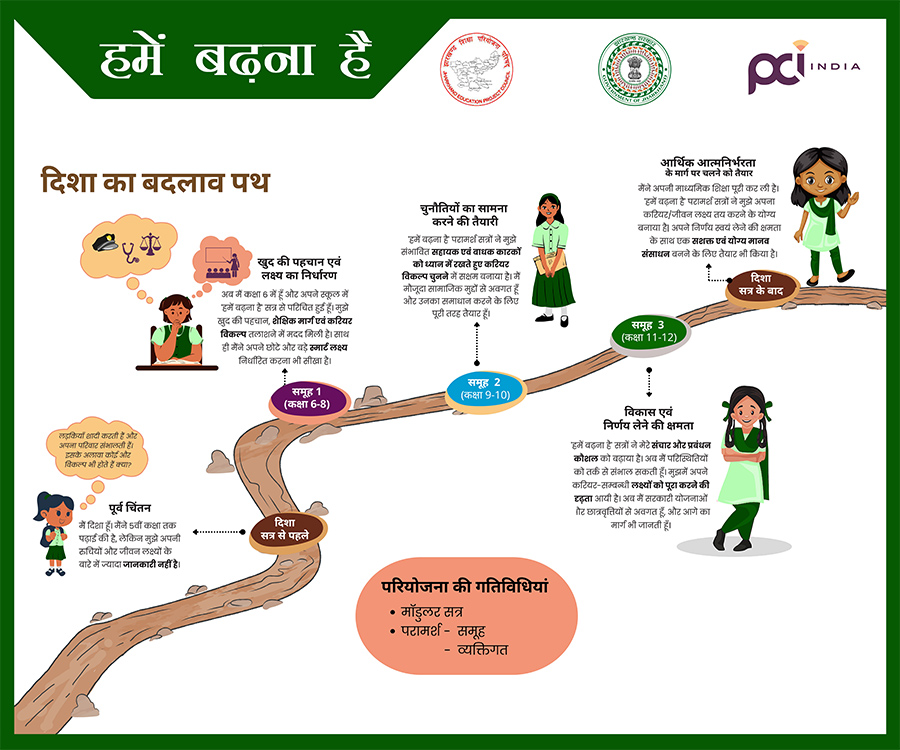 हमें बढ़ना है
झारखण्ड शिक्षा परियोजना परिषद्
JHARKHAND EDUCATION PROJECT COUNCIL
झारखण्ड सरकार
GOVERNMENT OF JHARKHAND
pci INDIA
दिशा का बदलाव पथ
लड़कियाँ शादी करती हैं और
अपना परिवार संभालती हैं।
इसके अलावा कोई और
विकल्प भी होते हैं क्या?
पूर्व चिंतन
में दिशा हूँ। मैंने 5वीं कक्षा तक
पढ़ाई की है, लेकिन मुझे अपनी
रुचियों और जीवन लक्ष्यों के
बारे में ज्यादा जानकारी नहीं है।
दिशा
सत्र से पहले
खुद की पहचान एवं
लक्ष्य का निर्धारण
अब में कक्षा 6 में हूँ और अपने स्कूल में
'हमें बढ़ना है' सत्र से परिचित हुई हूँ। मुझे
खुद की पहचान, शैक्षिक मार्ग एवं करियर
विकल्प तलाशने में मदद मिली है। साथ
ही मैंने अपने छोटे और बड़े स्मार्ट लक्ष्य
निर्धारित करना भी सीखा है।
समूह 1
(कक्षा 6-8)
चुनौतियों का सामना
करने की तैयारी
'हमें बढ़ना है' परामर्श सत्रों ने मुझे
संभावित सहायक एवं बाधक कारकों
को ध्यान में रखते हुए करियर
विकल्प चुनने में सक्षम बनाया है। में
मौजूदा सामाजिक मुद्दों से अवगत हूँ
और उनका समाधान करने के लिए
पूरी तरह तैयार हूँ।
समूह 2
(कक्षा 9-10)
समूह 3
(कक्षा 11-12)
विकास एवं
निर्णय लेने की क्षमता
'हमें बढ़ना है' सत्रों ने मेरे संचार और प्रबंधन
कौशल को बढ़ाया है। अब में परिस्थितियों
को तर्क से संभाल सकती हूँ। मुझमें अपने
करियर-सम्बन्धी लक्ष्यों को पूरा करने की
दृढ़ता आयी है। अब में सरकारी योजनाओं
और छात्रवृत्तियों से अवगत हूँ, और आगे का
मार्ग भी जानती हूँ।
आर्थिक आत्मनिर्भरता
के मार्ग पर चलने को तैयार
मैंने अपनी माध्यमिक शिक्षा पूरी कर ली है।
'हमें बढ़ना है' परामर्श सत्रों ने मुझे अपना
करियर/जीवन लक्ष्य तय करने के योग्य
बनाया है। अपने निर्णय स्वयं लेने की क्षमता
के साथ एक सशक्त एवं योग्य मानव
संसाधन बनने के लिए तैयार भी किया है।
दिशा
सत्र के बाद
परियोजना की गतिविधियां
• मॉडुलर सत्र
• परामर्श - समूह
- व्यक्तिगत